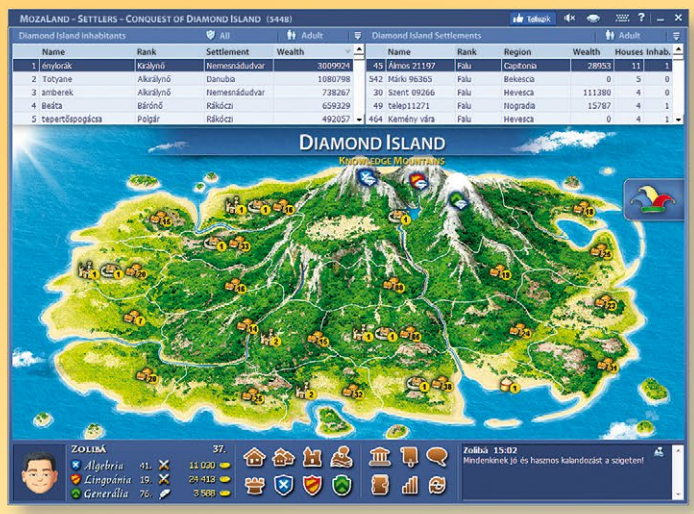 MOZALAND – SETTLERS – CONQUEST OF DIAMOND ISLAND (5448)
Tetszik
?
Diamond Island inhabitants All Adult
Name Rank Settlement Wealth
1 énylorák Királynő Nemesnádudvar 3009924
2 Totyane Alkirálynő Danubia 1080798
3 amberek Alkirálynő Nemesnádudvar 738267
4 Beáta Bárónő Rákóczi 659329
5 tepertőspogácsa Polgár Rákóczi 492057
Diamond Island Settlements Adult
Name Rank Region Wealth Houses Inhab.
45 Álmos 21197 Falu Capitonia 28953 11 1
542 Márki 96365 Falu Bekescia 0 5 0
30 Szent 09266 Falu Hevesca 111380 4 0
49 telep11271 Falu Nogradia 15787 4 1
464 Kemény vára Falu Hevesca 0 4 1
DIAMOND ISLAND
KNOWLEDGE MOUNTAINS
ZOLIBÁ 37.
Algebria 41. 11 030
Lingvánia 19. 24 413
Generália 76. 3 588
Zolibá 15:02
Mindenkinek jó és hasznos kalandozást a szigeten!